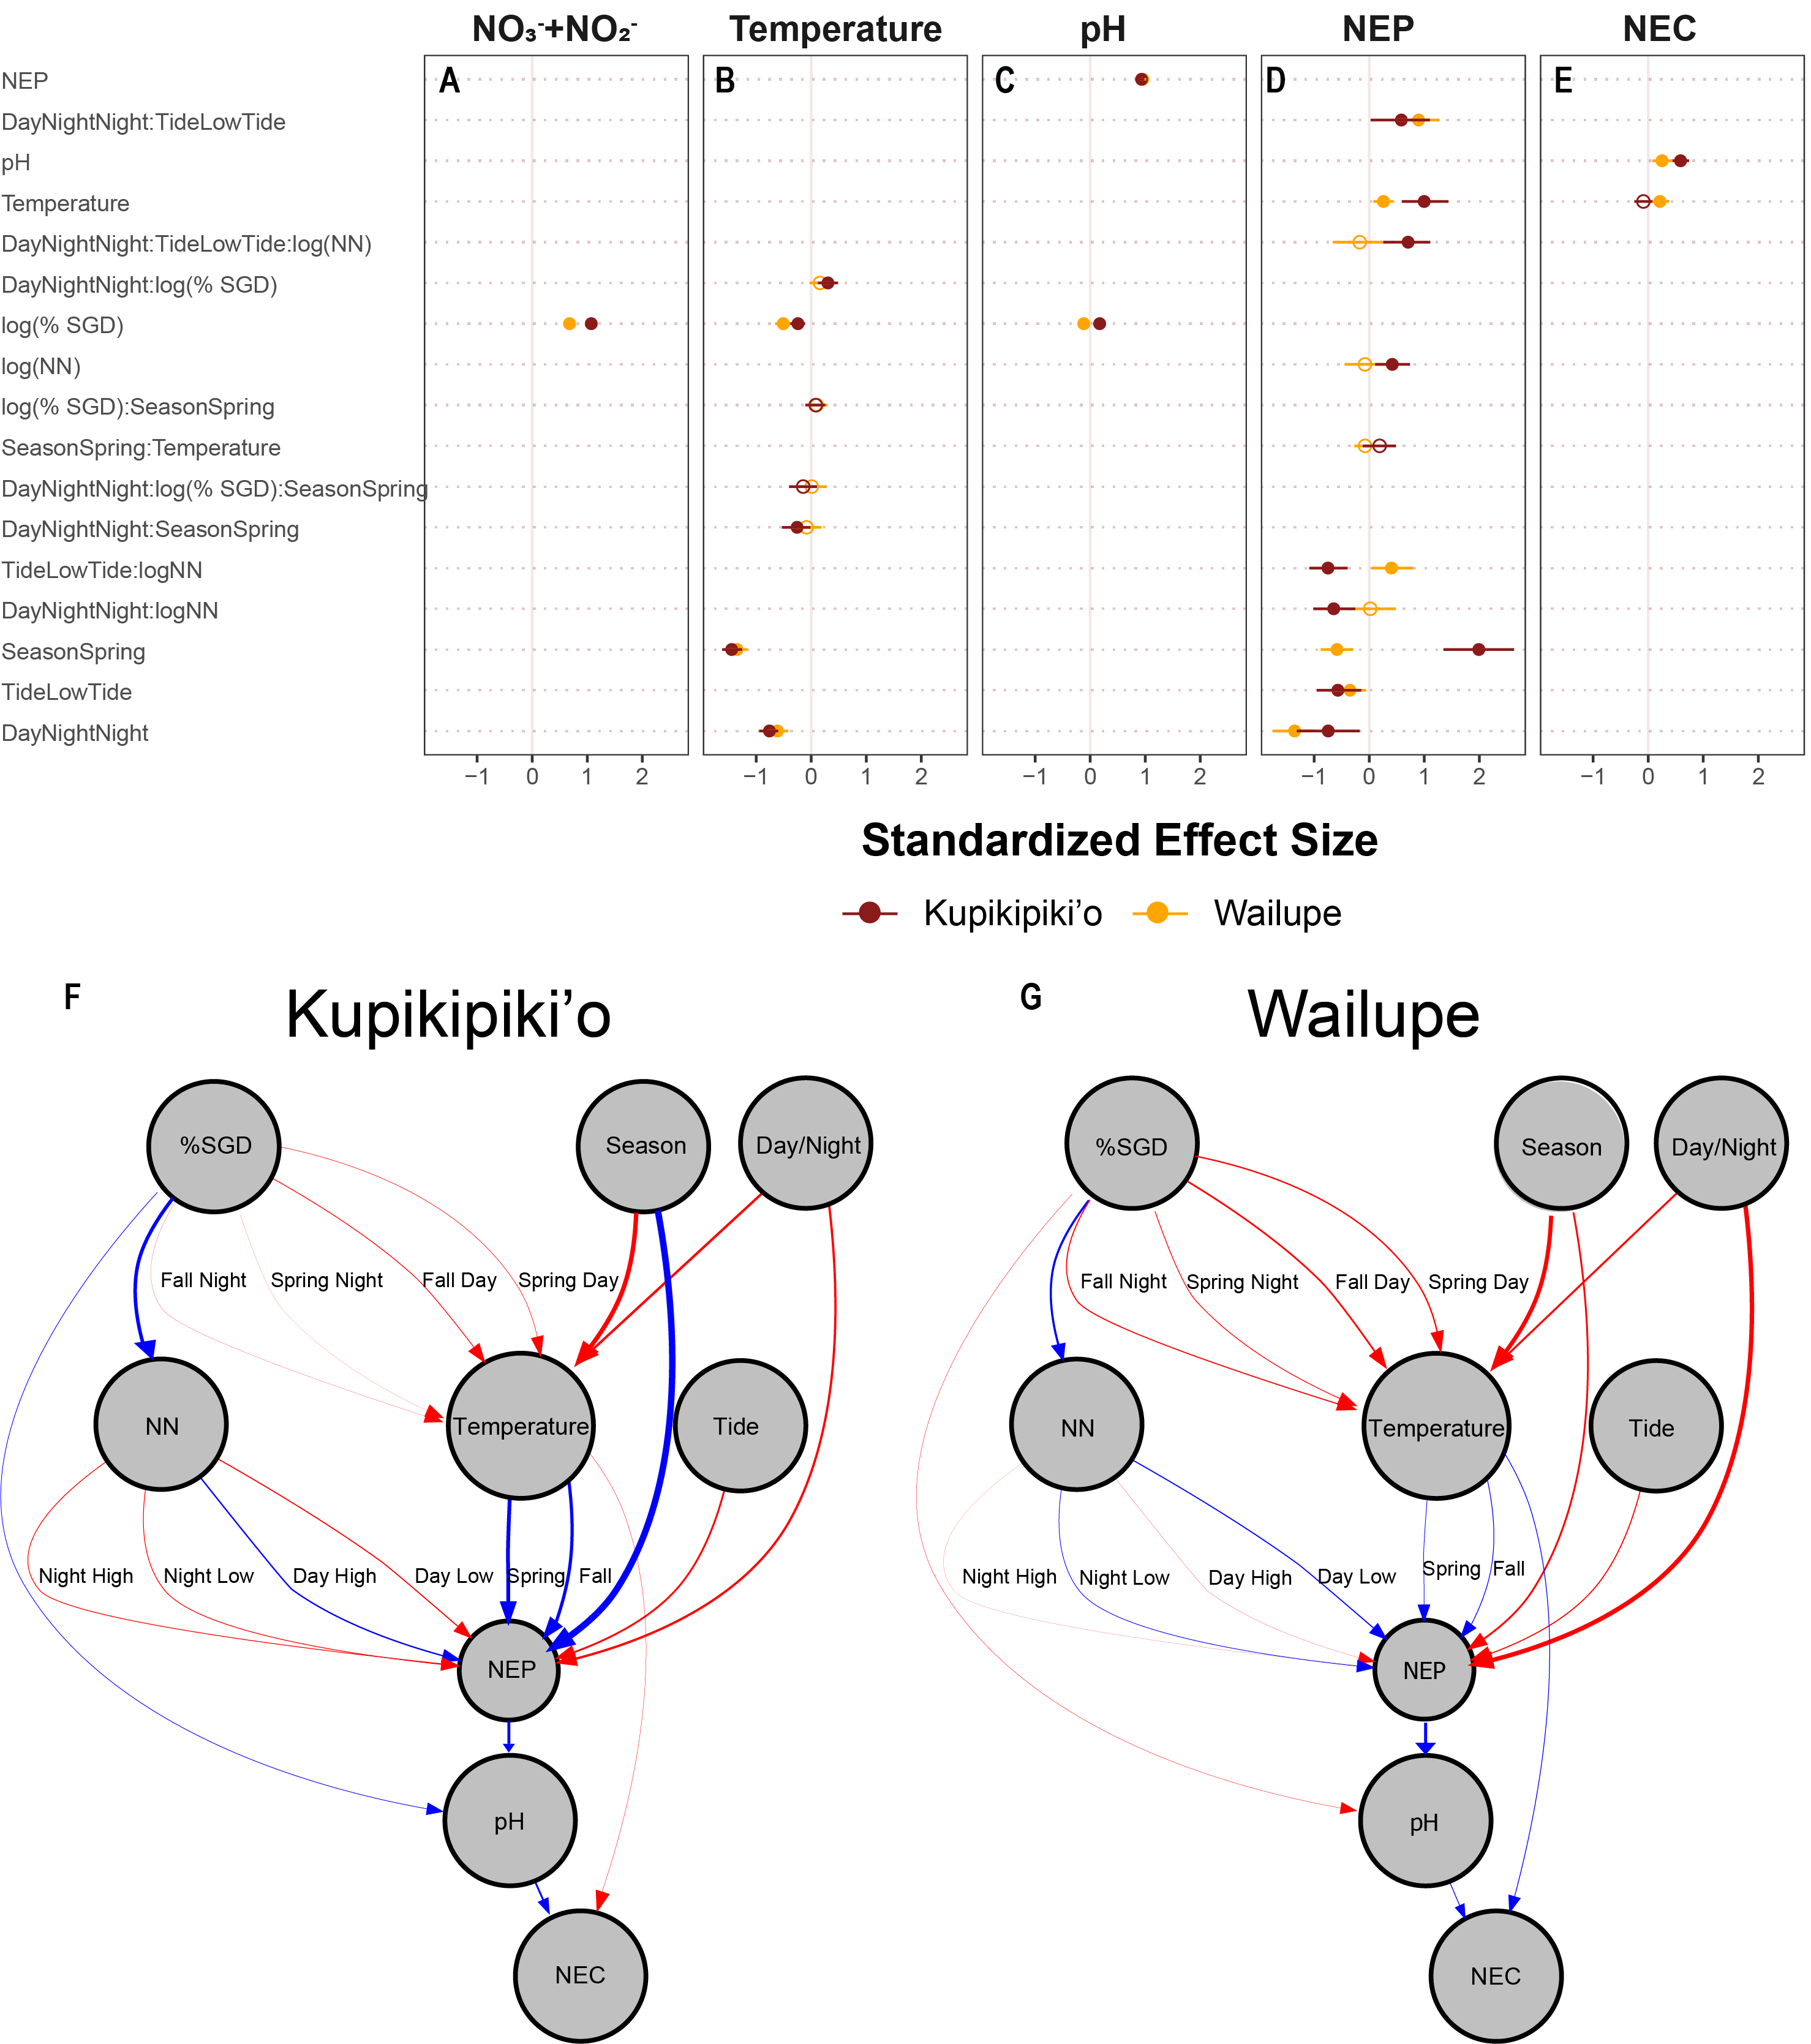 NO₃⁻+NO₂⁻ Temperature pH NEP NEC
A B C D E
NEP
DayNightNight:TideLowTide
pH
Temperature
DayNightNight:TideLowTide:log(NN)
DayNightNight:log(% SGD)
log(% SGD)
log(NN)
log(% SGD):SeasonSpring
SeasonSpring:Temperature
DayNightNight:log(% SGD):SeasonSpring
DayNightNight:SeasonSpring
TideLowTide:logNN
DayNightNight:logNN
SeasonSpring
TideLowTide
DayNightNight
−1 0 1 2 −1 0 1 2 −1 0 1 2 −1 0 1 2 −1 0 1 2
Standardized Effect Size
Kupikipiki’o Wailupe
F Kupikipiki’o
%SGD Season Day/Night
Fall Night Spring Night Fall Day Spring Day
NN Temperature Tide
Night High Night Low Day High Day Low Spring Fall
NEP
pH
NEC
G Wailupe
%SGD Season Day/Night
Fall Night Spring Night Fall Day Spring Day
NN Temperature Tide
Night High Night Low Day High Day Low Spring Fall
NEP
pH
NEC